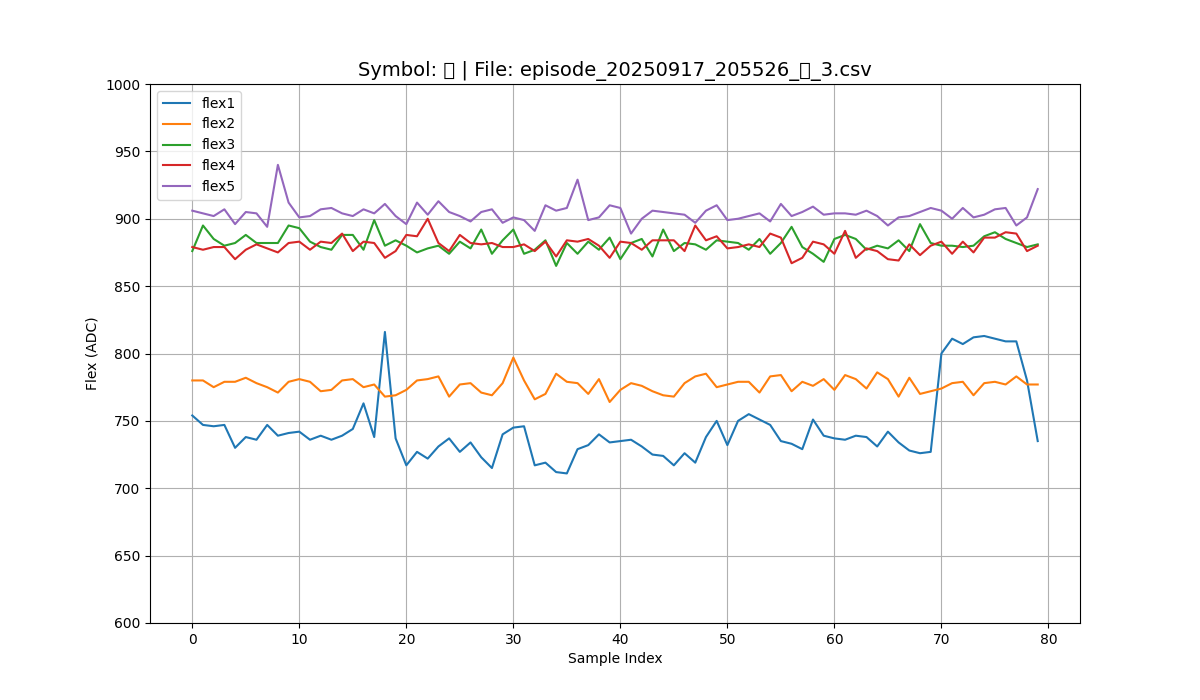 Symbol: | File: episode_20250917_205526_ _3.csv
1000
950
900
850
800
750
700
650
600
flex1
flex2
flex3
flex4
flex5
Flex (ADC)
0 10 20 30 40 50 60 70 80
Sample Index